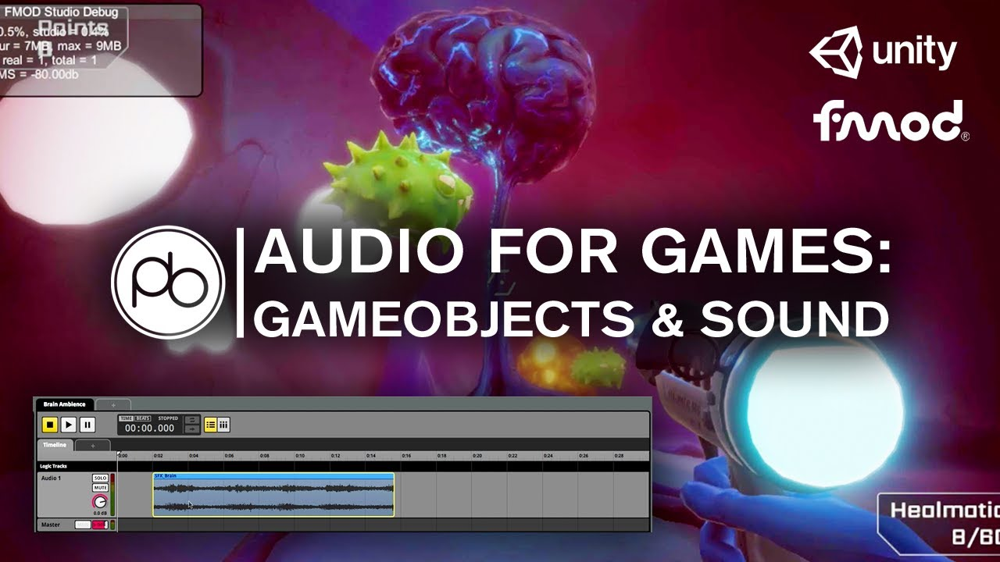 FMOD Studio Debug
0.5%, studio = 0.4%
ur = 7MB, max = 9MB
real = 1, total = 1
MS = -80.00db
Points
unity
fmod®
pb
AUDIO FOR GAMES:
GAMEOBJECTS & SOUND
Brain Ambience
+
TIME BEATS STOPPED
00:00.000
Timeline
+
0:00 0:02 0:04 0:06 0:08 0:10 0:12 0:14 0:16 0:18 0:20 0:22 0:24 0:26 0:28
Logic Tracks
Audio 1
SOLO
SFX_Brain
MUTE
0.0 dB
Master
Healmatic
8/60